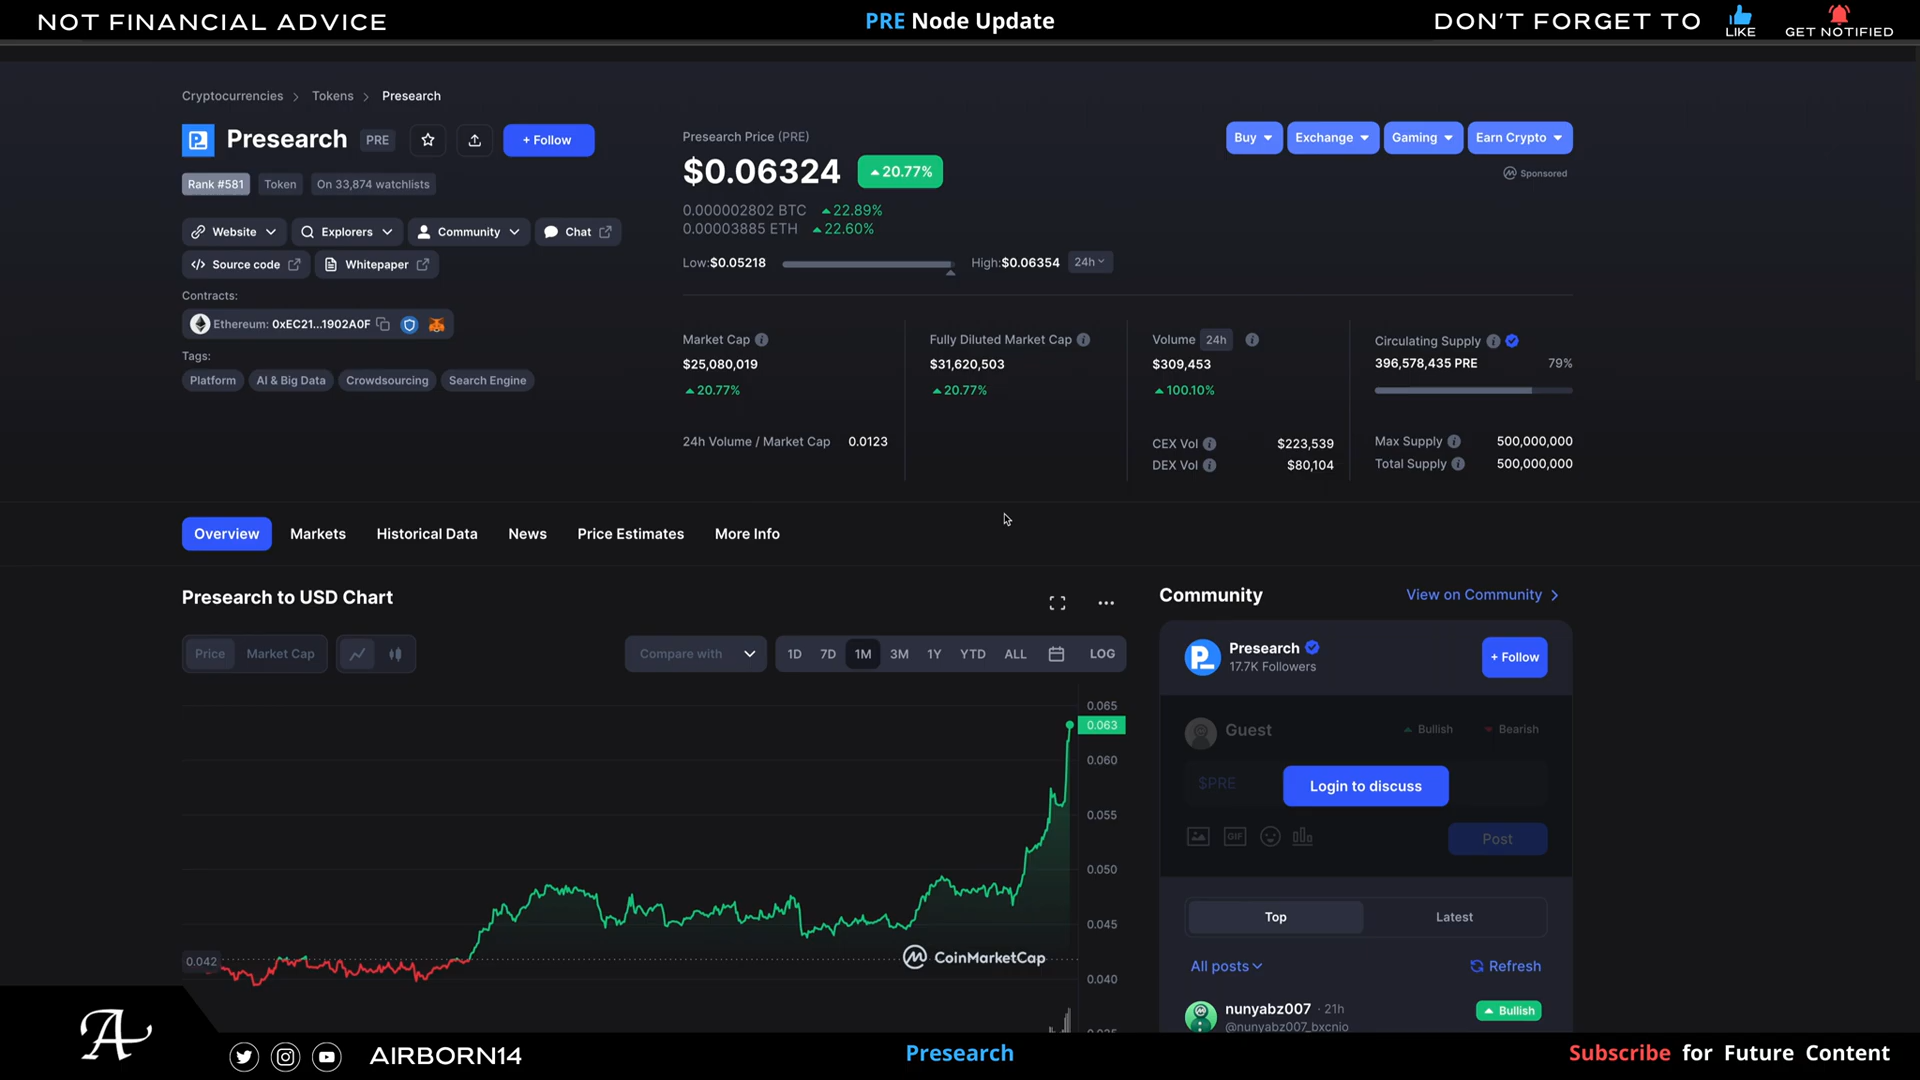 NOT FINANCIAL ADVICE
PRE Node Update
DON'T FORGET TO
LIKE
GET NOTIFIED
Cryptocurrencies > Tokens > Presearch
Presearch PRE
+ Follow
Rank #581 Token On 33,874 watchlists
Website Explorers Community Chat
Source code Whitepaper
Contracts:
Ethereum: 0xEC21...1902A0F
Tags:
Platform AI & Big Data Crowdsourcing Search Engine
Presearch Price (PRE)
$0.06324 20.77%
0.000002802 BTC 22.89%
0.00003885 ETH 22.60%
Low:$0.05218 High:$0.06354 24h
Buy Exchange Gaming Earn Crypto
Sponsored
Market Cap
$25,080,019
20.77%
24h Volume / Market Cap 0.0123
Fully Diluted Market Cap
$31,620,503
20.77%
Volume 24h
$309,453
100.10%
CEX Vol $223,539
DEX Vol $80,104
Circulating Supply
396,578,435 PRE 79%
Max Supply 500,000,000
Total Supply 500,000,000
Overview Markets Historical Data News Price Estimates More Info
Presearch to USD Chart
Price Market Cap
Compare with
1D 7D 1M 3M 1Y YTD ALL LOG
0.065
0.063
0.060
0.055
0.050
0.045
0.040
0.042
CoinMarketCap
Community
View on Community >
Presearch
17.7K Followers
+ Follow
Guest
Bullish Bearish
$PRE
Login to discuss
GIF
Post
Top Latest
All posts
Refresh
nunyabz007 · 21h
@nunyabz007_bxcnio
Bullish
A
AIRBORN14
Presearch
Subscribe for Future Content